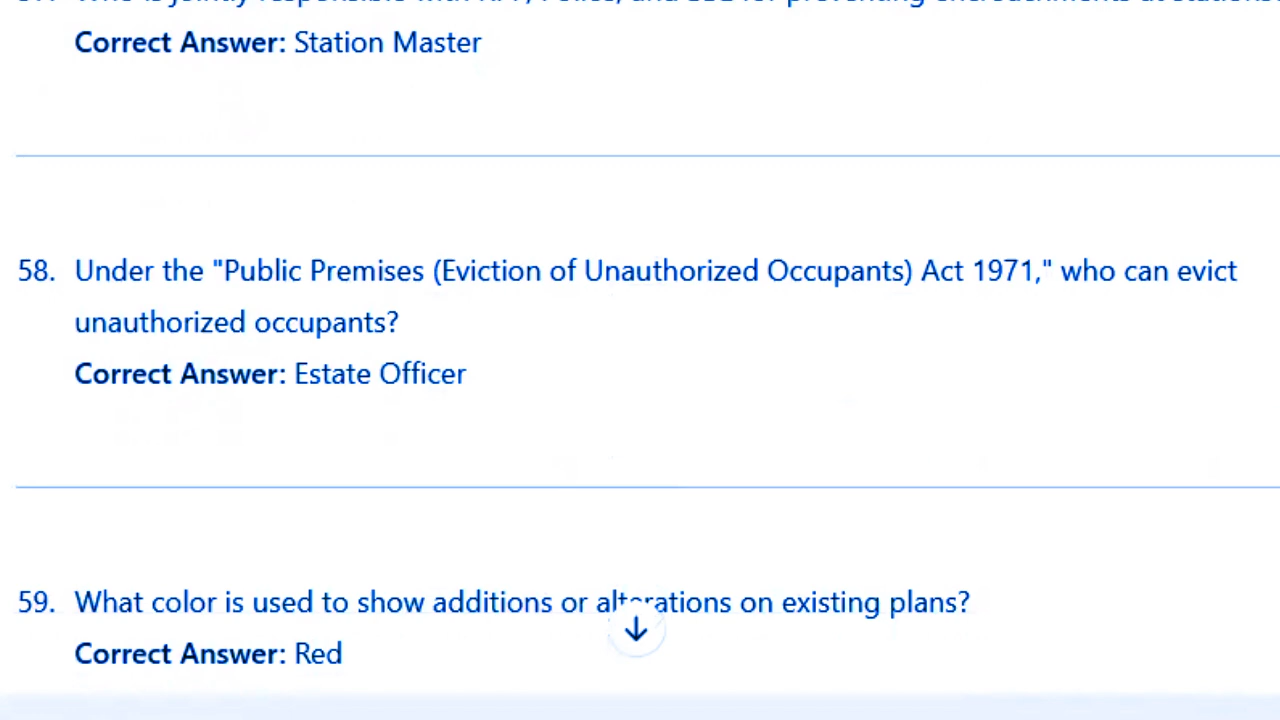 Correct Answer: Station Master
58. Under the "Public Premises (Eviction of Unauthorized Occupants) Act 1971," who can evict
unauthorized occupants?
Correct Answer: Estate Officer
59. What color is used to show additions or alterations on existing plans?
Correct Answer: Red